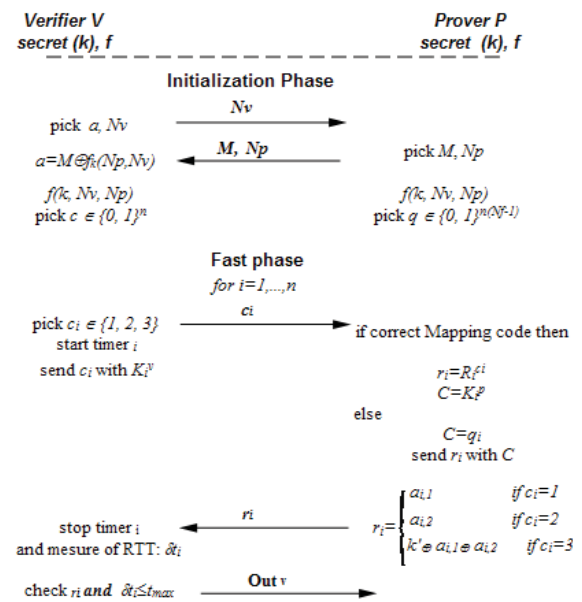 Verifier V Prover P
secret (k), f secret (k), f
Initialization Phase
Nv
pick a, Nv
M, Np
a=M⊕fk(Np,Nv) pick M, Np
f(k, Nv, Np) f(k, Nv, Np)
pick c ∈ {0, 1}ⁿ pick q ∈ {0, 1}ⁿ⁽ᴺᶠ⁻¹⁾
Fast phase
for i=1,...,n
ci
pick ci ∈ {1, 2, 3} if correct Mapping code then
start timer i
send ci with Kiᵛ ri=Riᶜⁱ
C=Kiᵖ
else
C=qi
send ri with C
ri
ri= { ai,1 if ci=1
ai,2 if ci=2
k'⊕ ai,1⊕ ai,2 if ci=3
stop timer i
and mesure of RTT: ∂ti
check ri and ∂ti≤tmax Out v